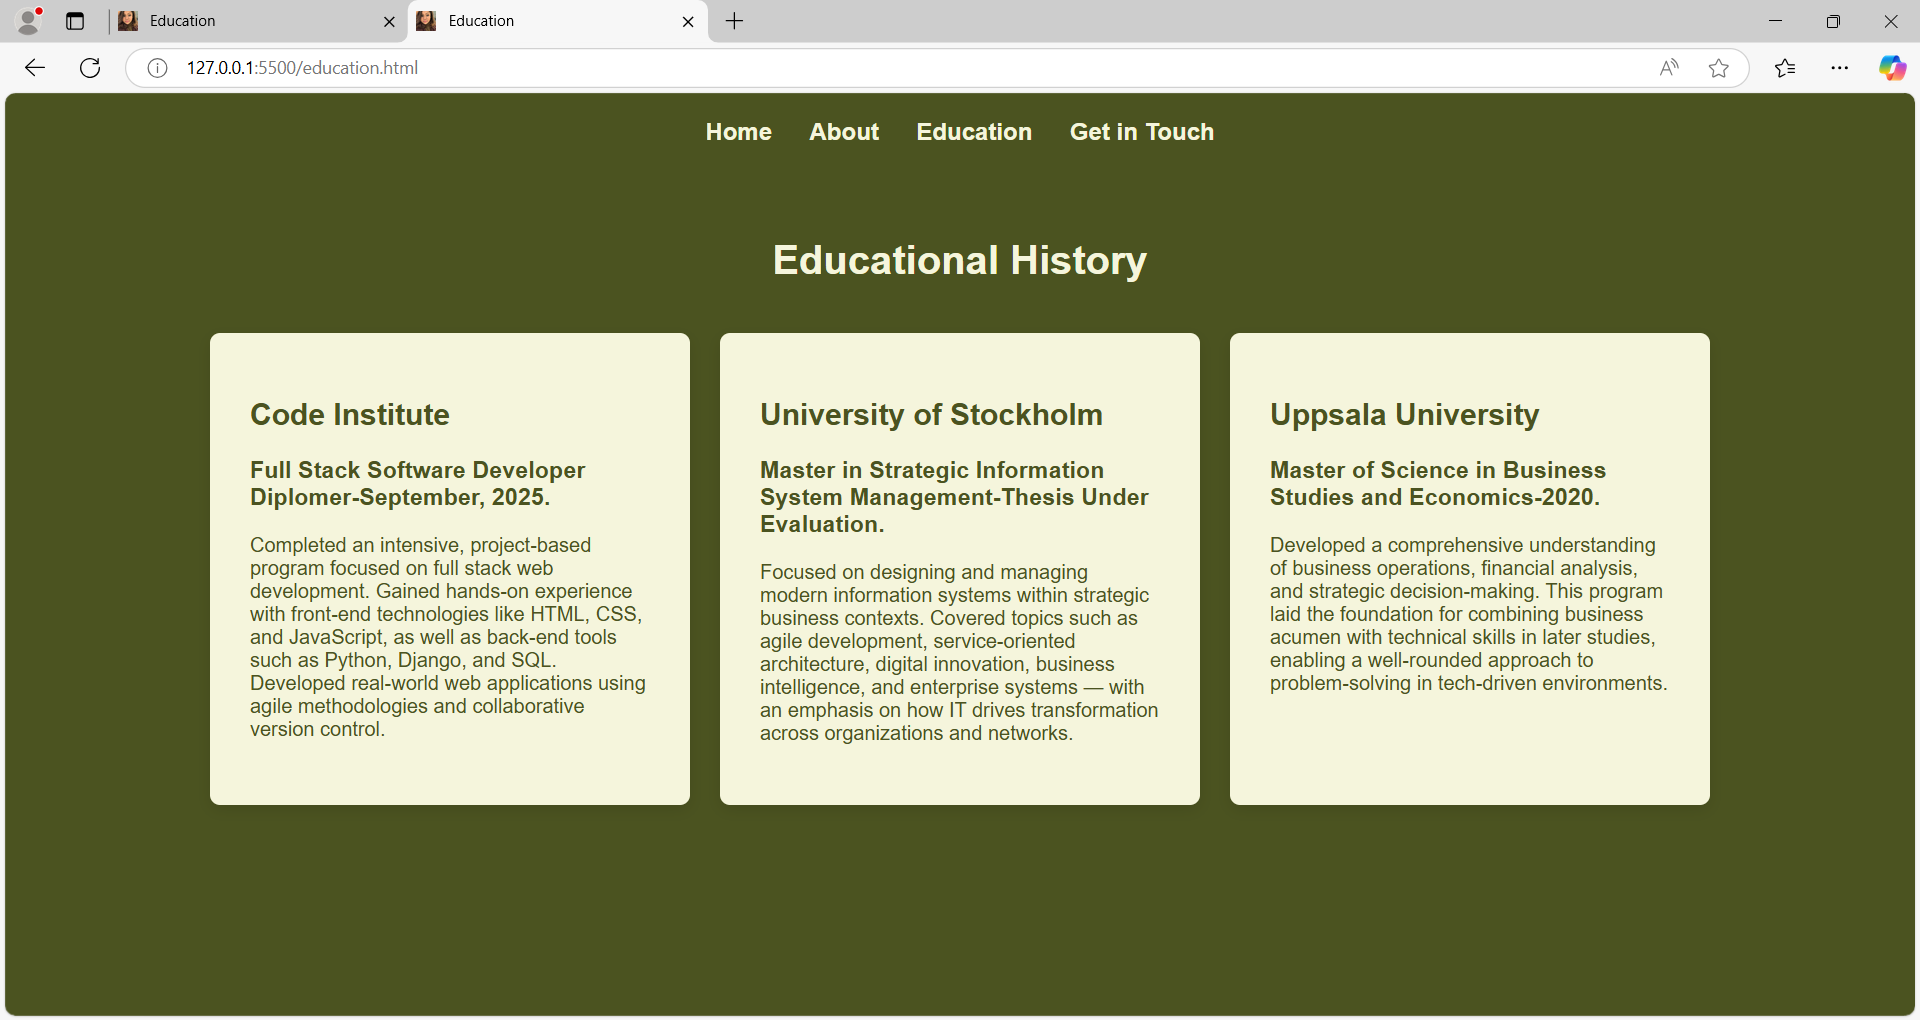 Education
Education
127.0.0.1:5500/education.html
Home About Education Get in Touch
Educational History
Code Institute
Full Stack Software Developer
Diplomer-September, 2025.
Completed an intensive, project-based
program focused on full stack web
development. Gained hands-on experience
with front-end technologies like HTML, CSS,
and JavaScript, as well as back-end tools
such as Python, Django, and SQL.
Developed real-world web applications using
agile methodologies and collaborative
version control.
University of Stockholm
Master in Strategic Information
System Management-Thesis Under
Evaluation.
Focused on designing and managing
modern information systems within strategic
business contexts. Covered topics such as
agile development, service-oriented
architecture, digital innovation, business
intelligence, and enterprise systems — with
an emphasis on how IT drives transformation
across organizations and networks.
Uppsala University
Master of Science in Business
Studies and Economics-2020.
Developed a comprehensive understanding
of business operations, financial analysis,
and strategic decision-making. This program
laid the foundation for combining business
acumen with technical skills in later studies,
enabling a well-rounded approach to
problem-solving in tech-driven environments.